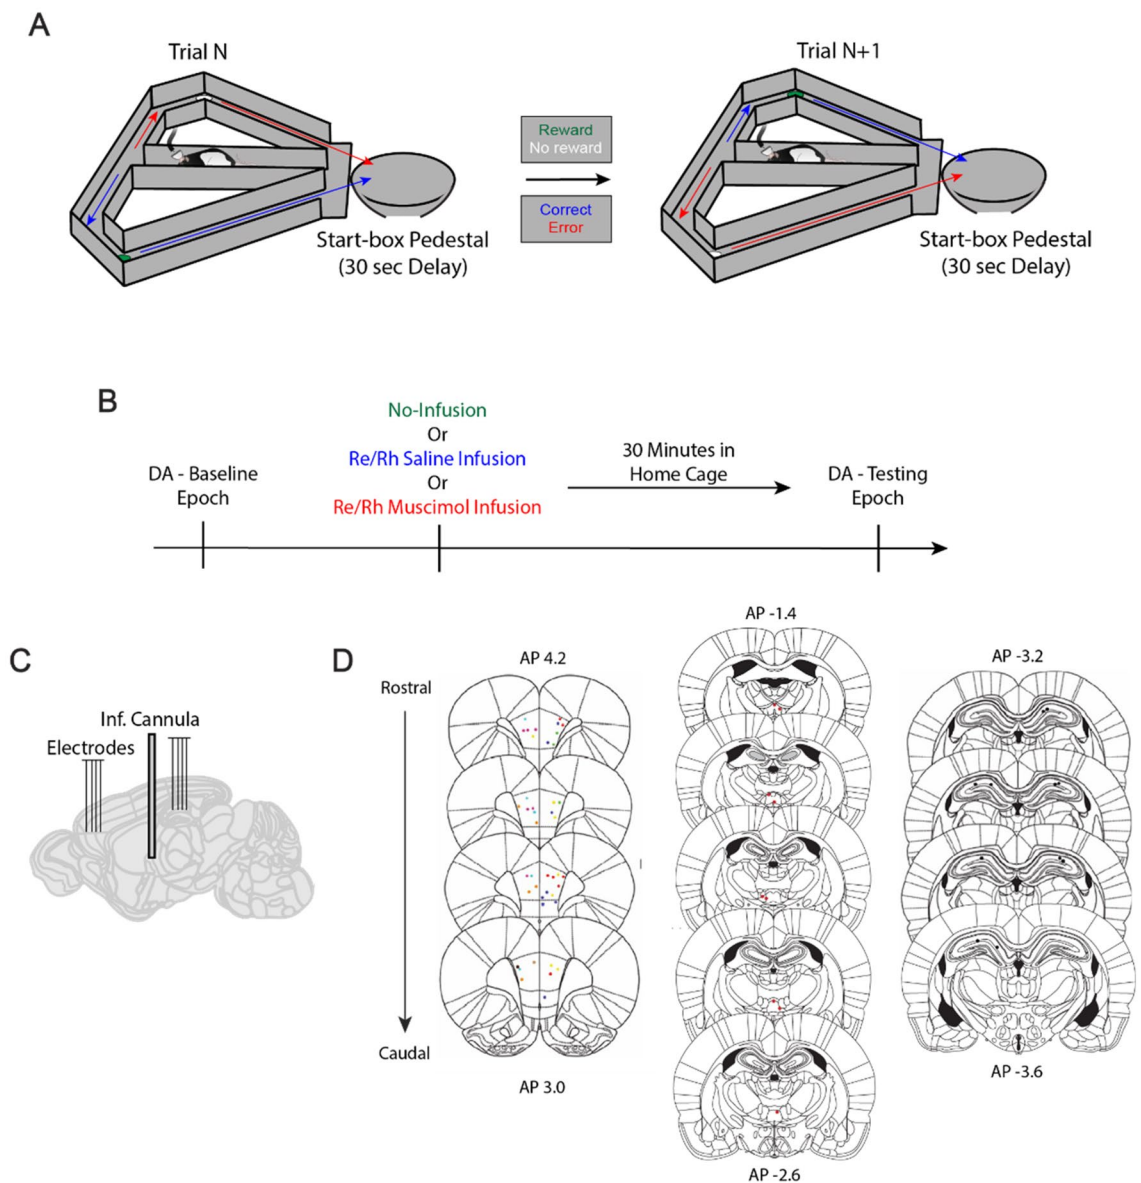 A
Trial N
Start-box Pedestal
(30 sec Delay)
Reward
No reward
Correct
Error
Trial N+1
Start-box Pedestal
(30 sec Delay)
B
DA - Baseline
Epoch
No-Infusion
Or
Re/Rh Saline Infusion
Or
Re/Rh Muscimol Infusion
30 Minutes in
Home Cage
DA - Testing
Epoch
C
Inf. Cannula
Electrodes
D
Rostral
Caudal
AP 4.2
AP 3.0
AP -1.4
AP -2.6
AP -3.2
AP -3.6